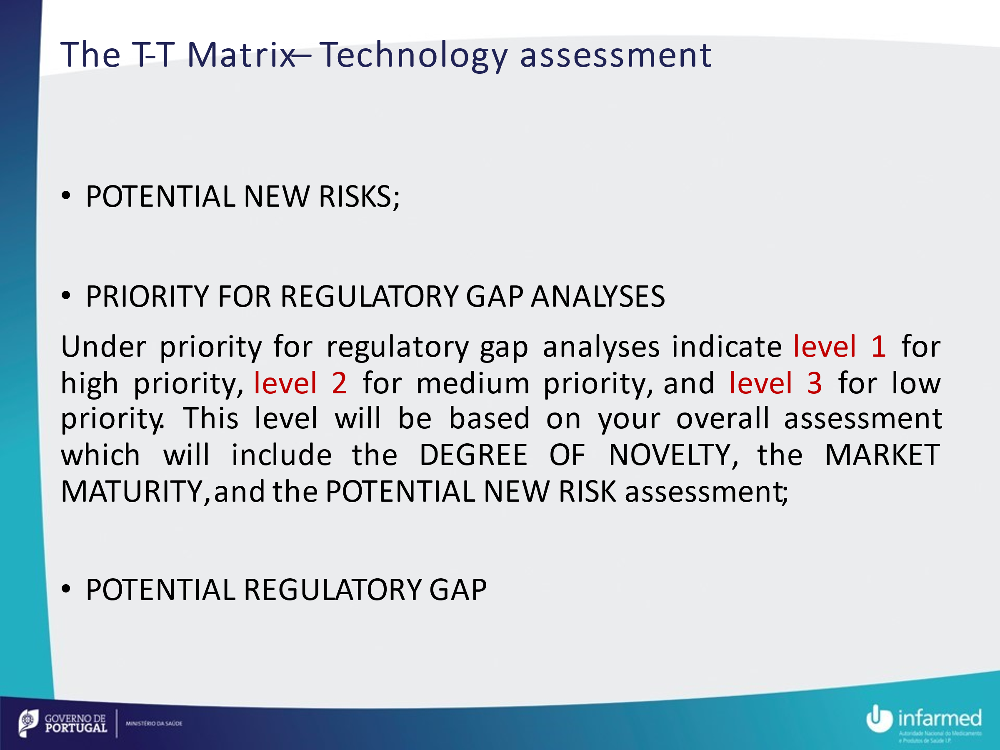 The T-T Matrix– Technology assessment
• POTENTIAL NEW RISKS;
• PRIORITY FOR REGULATORY GAP ANALYSES
Under priority for regulatory gap analyses indicate level 1 for
high priority, level 2 for medium priority, and level 3 for low
priority. This level will be based on your overall assessment
which will include the DEGREE OF NOVELTY, the MARKET
MATURITY, and the POTENTIAL NEW RISK assessment;
• POTENTIAL REGULATORY GAP
GOVERNO DE
PORTUGAL
MINISTÉRIO DA SAÚDE
infarmed
Autoridade Nacional do Medicamento
e Produtos de Saúde I.P.